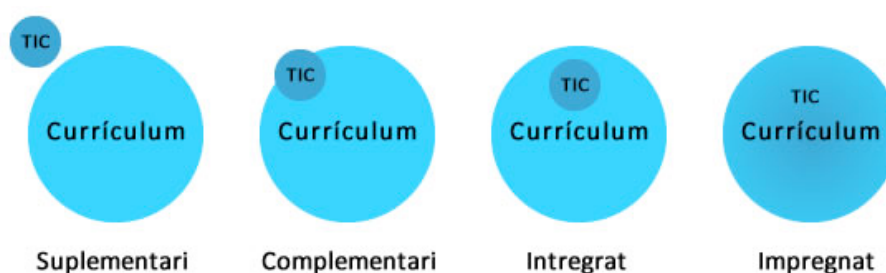 TIC
Currículum
Suplementari
TIC
Currículum
Complementari
TIC
Currículum
Intregrat
TIC
Currículum
Impregnat